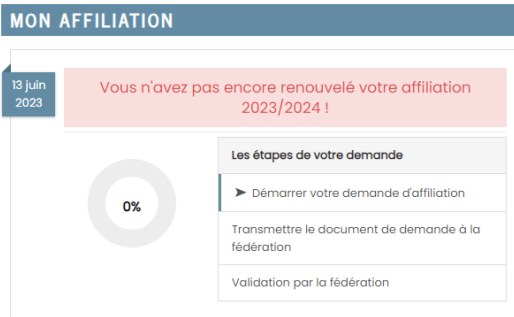 MON AFFILIATION
13 juin
2023
Vous n'avez pas encore renouvelé votre affiliation
2023/2024 !
0%
Les étapes de votre demande
➤ Démarrer votre demande d'affiliation
Transmettre le document de demande à la
fédération
Validation par la fédération